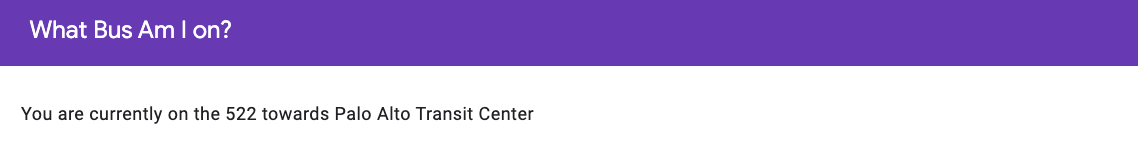 What Bus Am I on?
You are currently on the 522 towards Palo Alto Transit Center